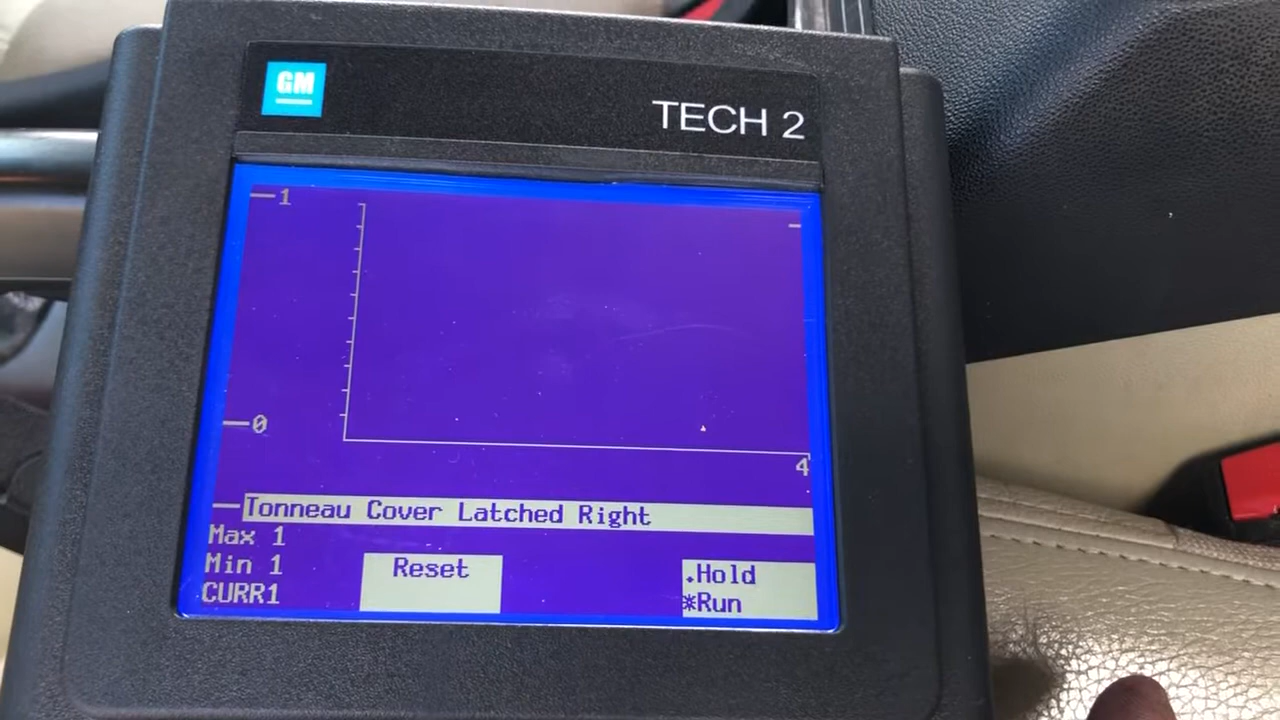 GM
TECH 2
1
0
4
Tonneau Cover Latched Right
Max 1
Min 1
CURR1
Reset
.Hold
*Run